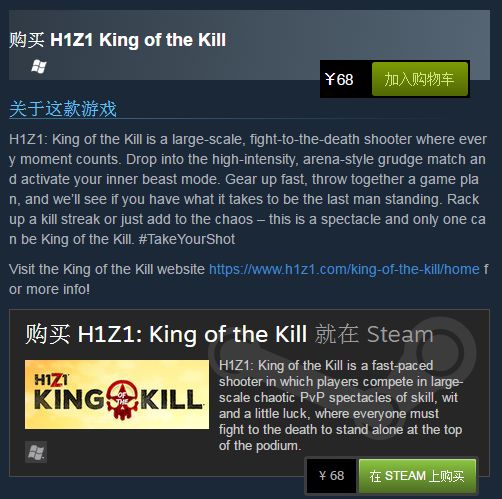 购买 H1Z1 King of the Kill
¥68 加入购物车
关于这款游戏
H1Z1: King of the Kill is a large-scale, fight-to-the-death shooter where ever
y moment counts. Drop into the high-intensity, arena-style grudge match an
d activate your inner beast mode. Gear up fast, throw together a game pla
n, and we'll see if you have what it takes to be the last man standing. Rack
up a kill streak or just add to the chaos – this is a spectacle and only one ca
n be King of the Kill. #TakeYourShot
Visit the King of the Kill website https://www.h1z1.com/king-of-the-kill/home f
or more info!
购买 H1Z1: King of the Kill 就在 Steam
H1Z1
KING OF THE KILL
H1Z1: King of the Kill is a fast-paced
shooter in which players compete in large-
scale chaotic PvP spectacles of skill, wit
and a little luck, where everyone must
fight to the death to stand alone at the top
of the podium.
¥ 68 在 STEAM 上购买